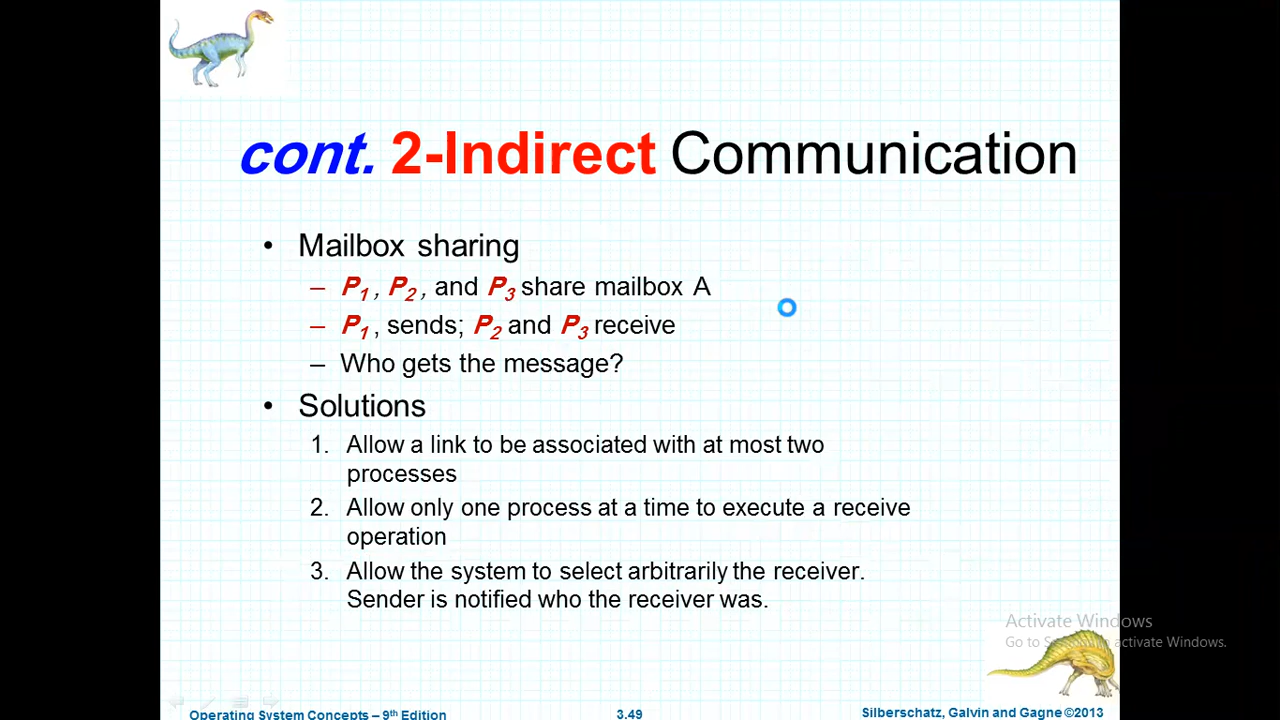 cont. 2-Indirect Communication
• Mailbox sharing
– P1 , P2 , and P3 share mailbox A
– P1 , sends; P2 and P3 receive
– Who gets the message?
• Solutions
1. Allow a link to be associated with at most two
processes
2. Allow only one process at a time to execute a receive
operation
3. Allow the system to select arbitrarily the receiver.
Sender is notified who the receiver was.
Activate Windows
Go to activate Windows.
Operating System Concepts – 9th Edition
3.49
Silberschatz, Galvin and Gagne ©2013